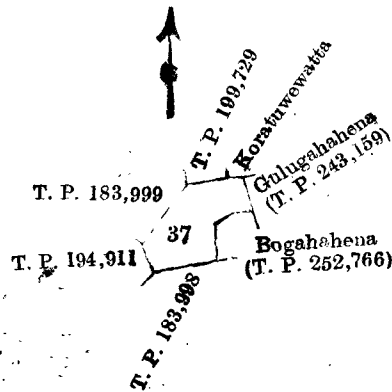 T. P. 199,729
Koratuwewatta
Gulugahahena
(T. P. 243,159)
T. P. 183,999
37
T. P. 194,911
Bogahahena
(T. P. 252,766)
T. P. 183,998